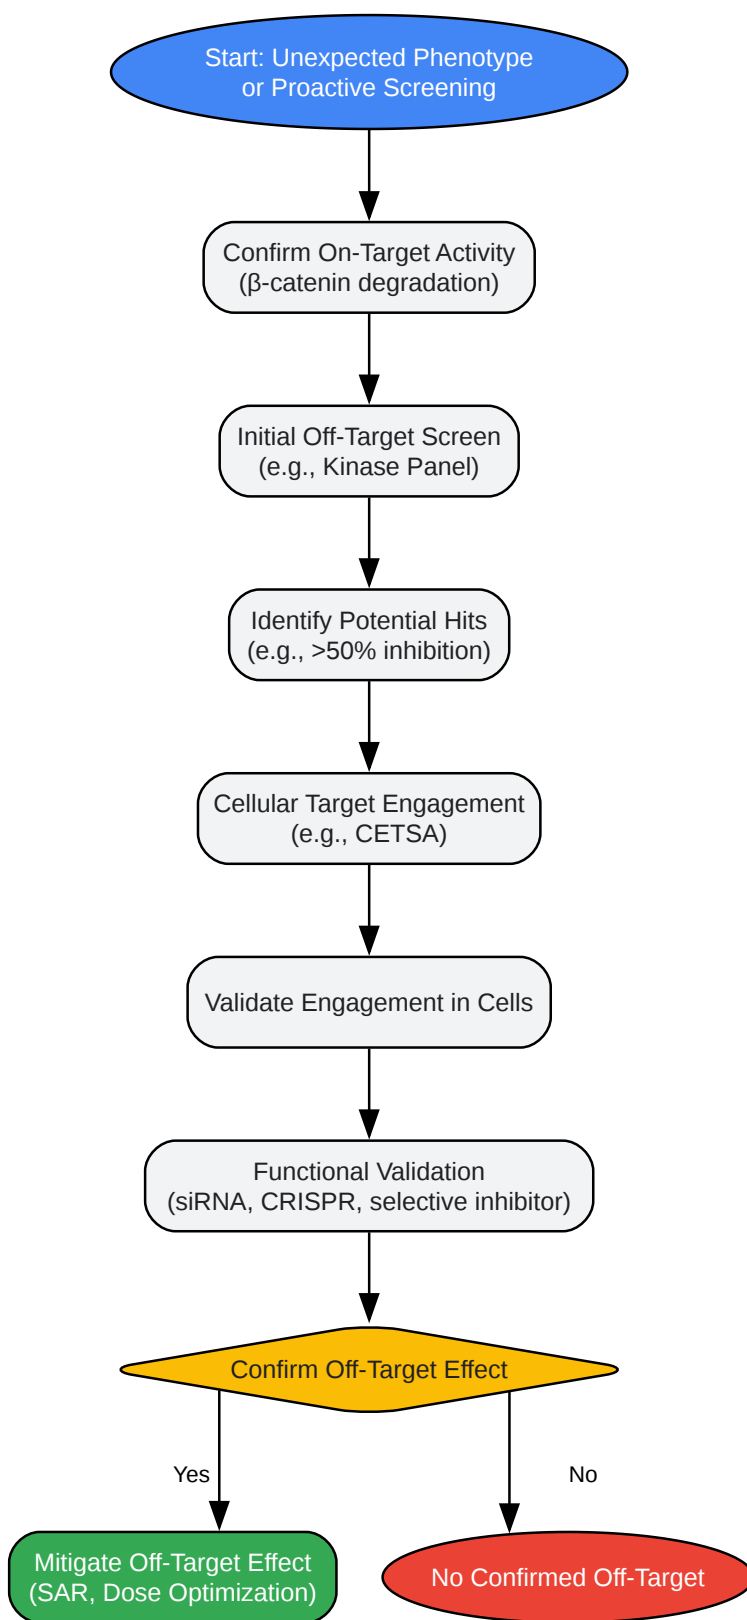 Start: Unexpected Phenotype
or Proactive Screening
Confirm On-Target Activity
(β-catenin degradation)
Initial Off-Target Screen
(e.g., Kinase Panel)
Identify Potential Hits
(e.g., >50% inhibition)
Cellular Target Engagement
(e.g., CETSA)
Validate Engagement in Cells
Functional Validation
(siRNA, CRISPR, selective inhibitor)
Confirm Off-Target Effect
Yes
No
Mitigate Off-Target Effect
(SAR, Dose Optimization)
No Confirmed Off-Target